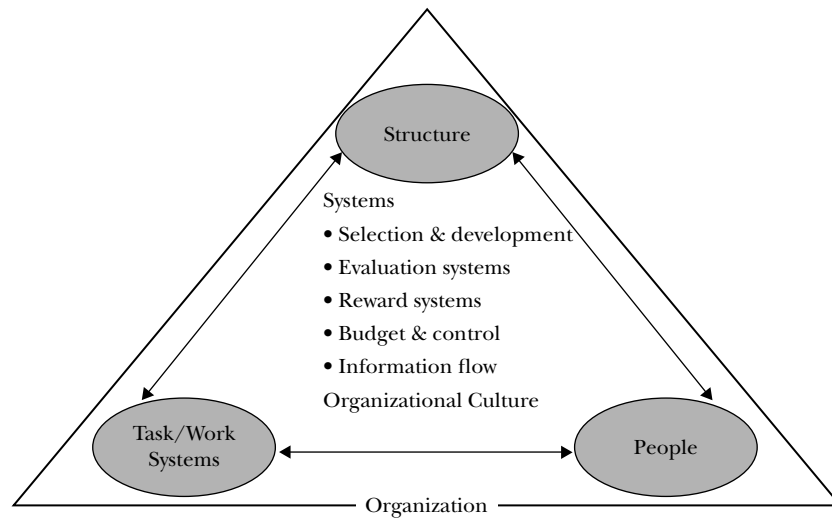 Structure
Systems
• Selection & development
• Evaluation systems
• Reward systems
• Budget & control
• Information flow
Organizational Culture
Task/Work
Systems
People
Organization